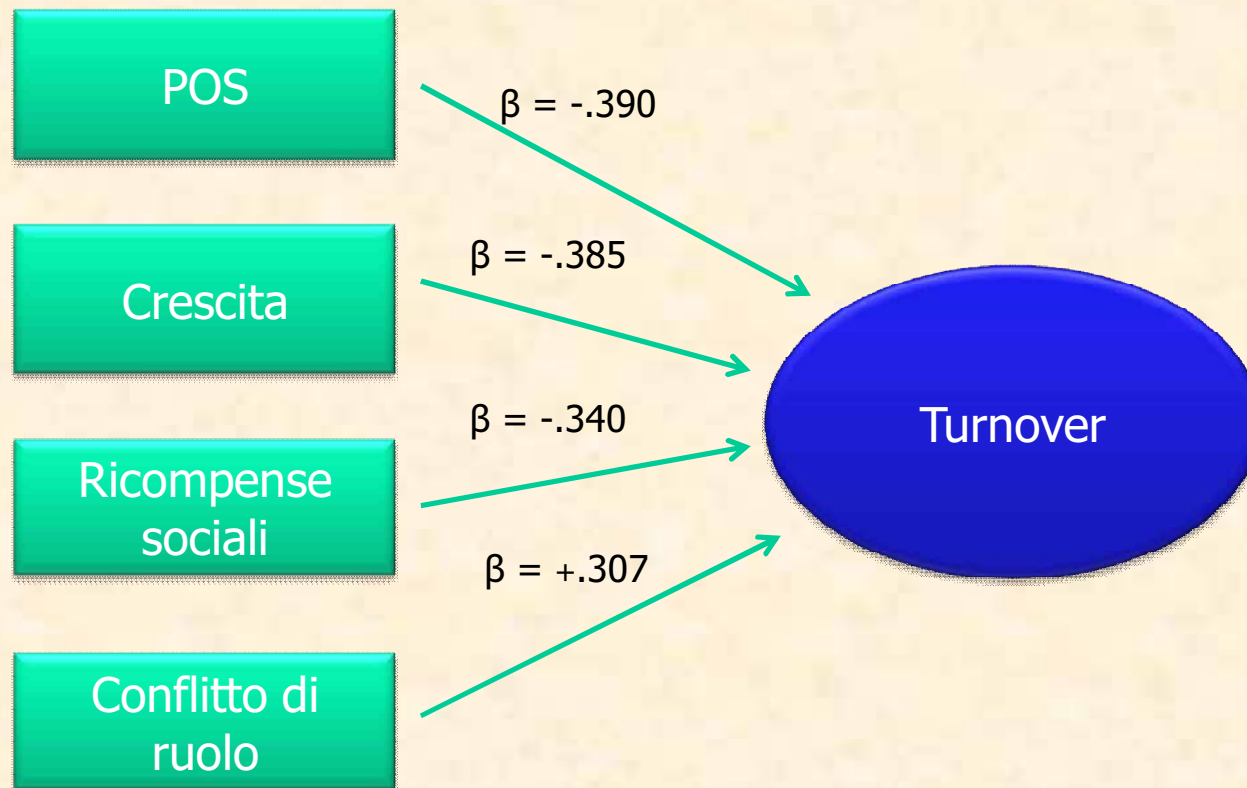 POS
β = -.390
Crescita
β = -.385
Ricompense
sociali
β = -.340
Turnover
Conflitto di
ruolo
β = +.307